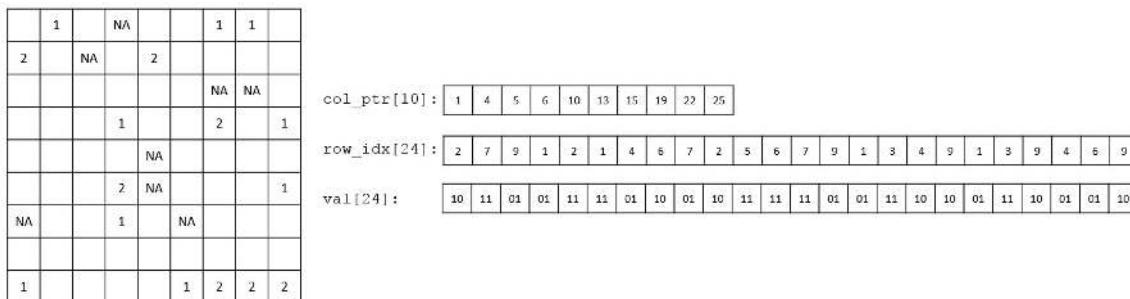 1 NA 1 1
2 NA 2
NA NA
col_ptr[10]: 1 4 5 6 10 13 15 19 22 25
1 2 1
row_idx[24]: 2 7 9 1 2 1 4 6 7 2 5 6 7 9 1 3 4 9 1 3 9 4 6 9
NA
2 NA 1
val[24]: 10 11 01 01 11 11 01 10 01 10 11 11 11 01 01 11 10 10 01 11 10 01 01 10
NA 1 NA
1 1 2 2 2